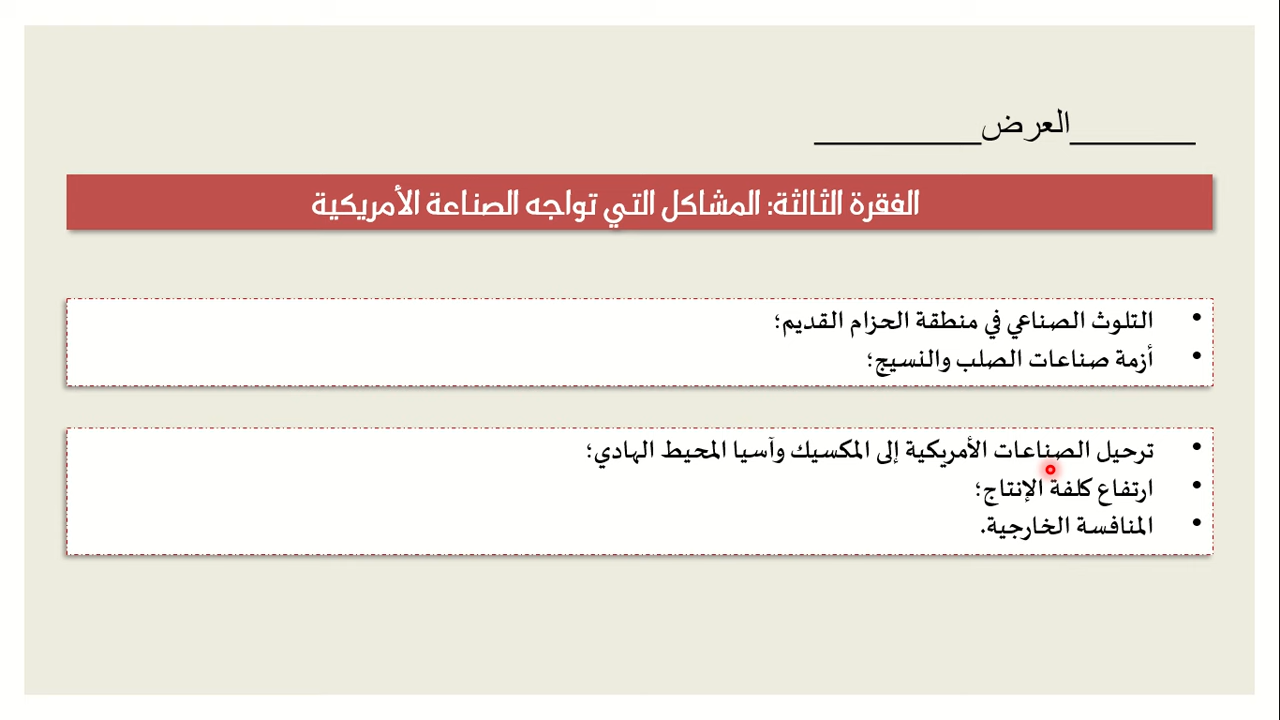 _______العرض_________
الفقرة الثالثة: المشاكل التي تواجه الصناعة الأمريكية
• التلوث الصناعي في منطقة الحزام القديم؛
• أزمة صناعات الصلب والنسيج؛
• ترحيل الصناعات الأمريكية إلى المكسيك وآسيا المحيط الهادي؛
• ارتفاع كلفة الإنتاج؛
• المنافسة الخارجية.